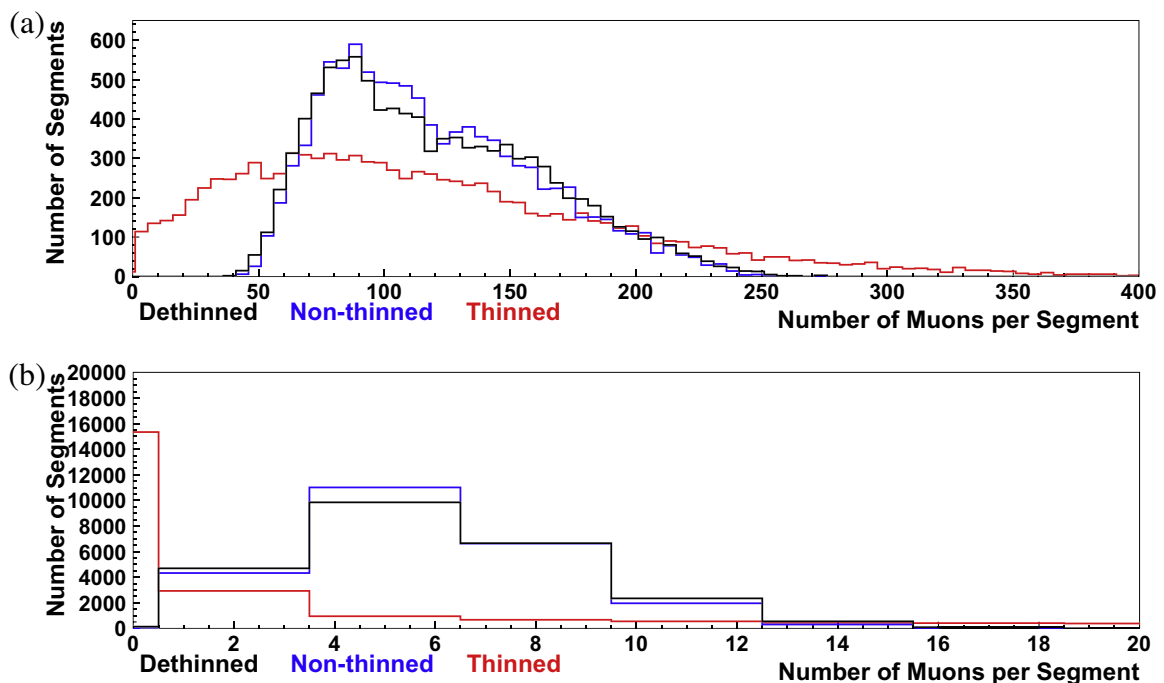 (a)
Number of Segments
600
500
400
300
200
100
0
0 50 100 150 200 250 300 350 400
Dethinned Non-thinned Thinned
Number of Muons per Segment
(b)
Number of Segments
20000
18000
16000
14000
12000
10000
8000
6000
4000
2000
0
0 2 4 6 8 10 12 14 16 18 20
Dethinned Non-thinned Thinned
Number of Muons per Segment